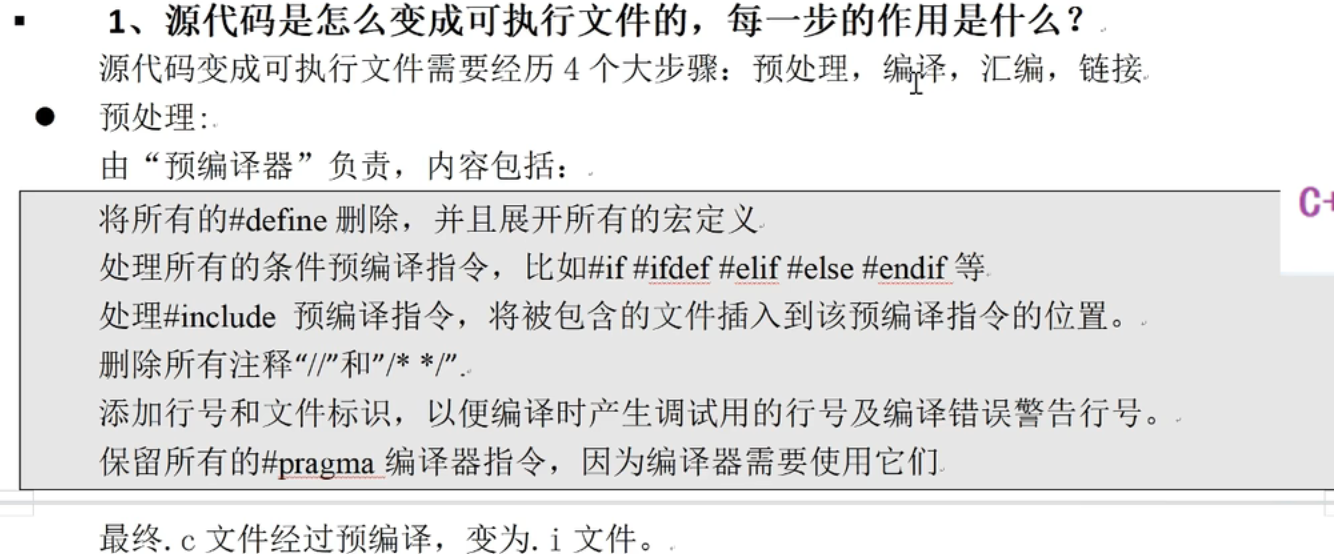 1、源代码是怎么变成可执行文件的，每一步的作用是什么？
源代码变成可执行文件需要经历 4 个大步骤：预处理，编译，汇编，链接
预处理:
由“预编译器”负责，内容包括：
将所有的#define 删除，并且展开所有的宏定义
处理所有的条件预编译指令，比如#if #ifdef #elif #else #endif 等
处理#include 预编译指令，将被包含的文件插入到该预编译指令的位置。
删除所有注释“//”和”/* */”.
添加行号和文件标识，以便编译时产生调试用的行号及编译错误警告行号。
保留所有的#pragma 编译器指令，因为编译器需要使用它们
最终.c 文件经过预编译，变为.i 文件。